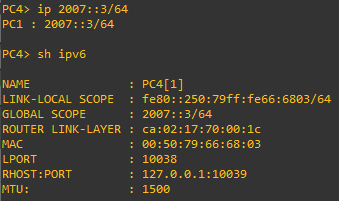 PC4> ip 2007::3/64
PC1 : 2007::3/64
PC4> sh ipv6
NAME : PC4[1]
LINK-LOCAL SCOPE : fe80::250:79ff:fe66:6803/64
GLOBAL SCOPE : 2007::3/64
ROUTER LINK-LAYER : ca:02:17:70:00:1c
MAC : 00:50:79:66:68:03
LPORT : 10038
RHOST:PORT : 127.0.0.1:10039
MTU: : 1500